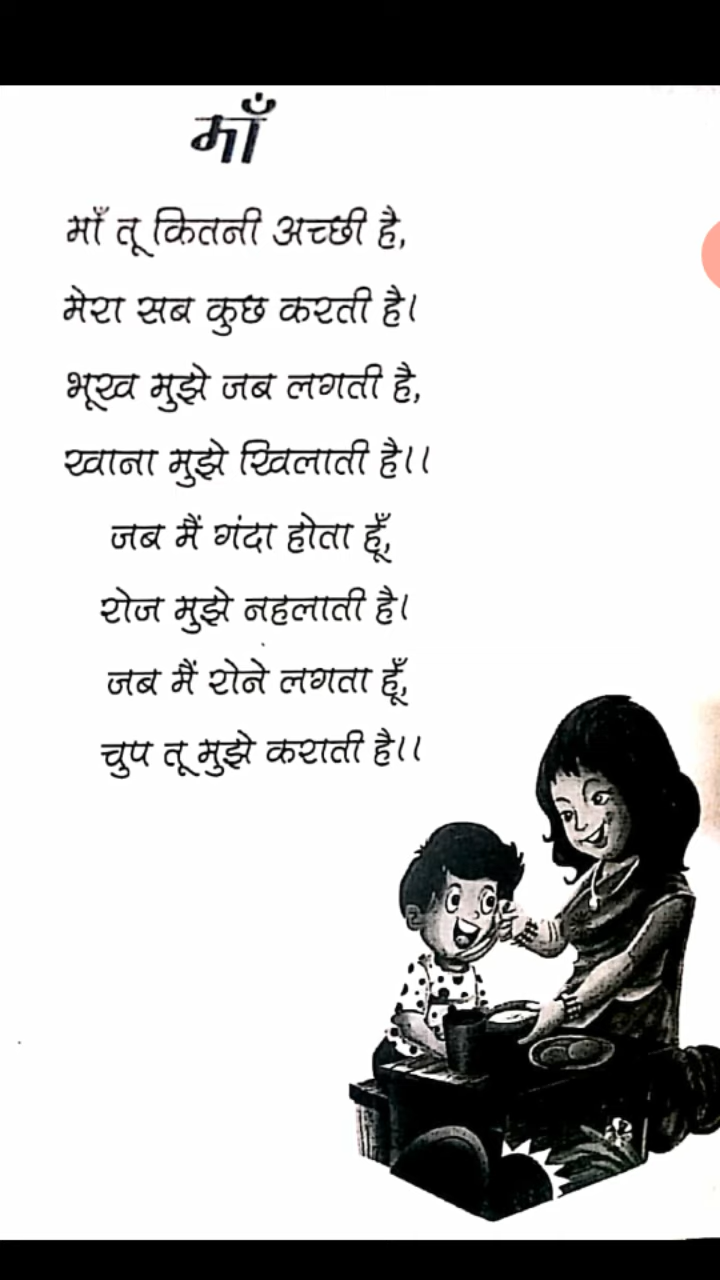 माँ
माँ तू कितनी अच्छी है,
मेरा सब कुछ करती है।
भूख मुझे जब लगती है,
खाना मुझे खिलाती है।।
जब मैं गंदा होता हूँ,
रोज मुझे नहलाती है।
जब मैं रोने लगता हूँ,
चुप तू मुझे कराती है।।